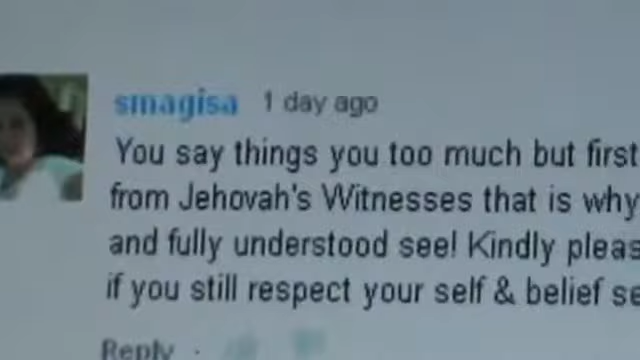 smagisa 1 day ago
You say things you too much but first
from Jehovah's Witnesses that is why
and fully understood see! Kindly pleas
if you still respect your self & belief se
Reply ·